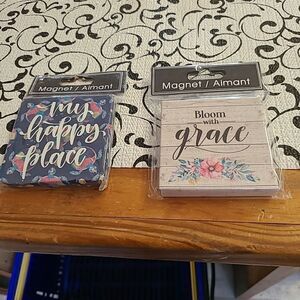 Magnet / Aimant
my
happy
place
Magnet / Aimant
Bloom
with
grace